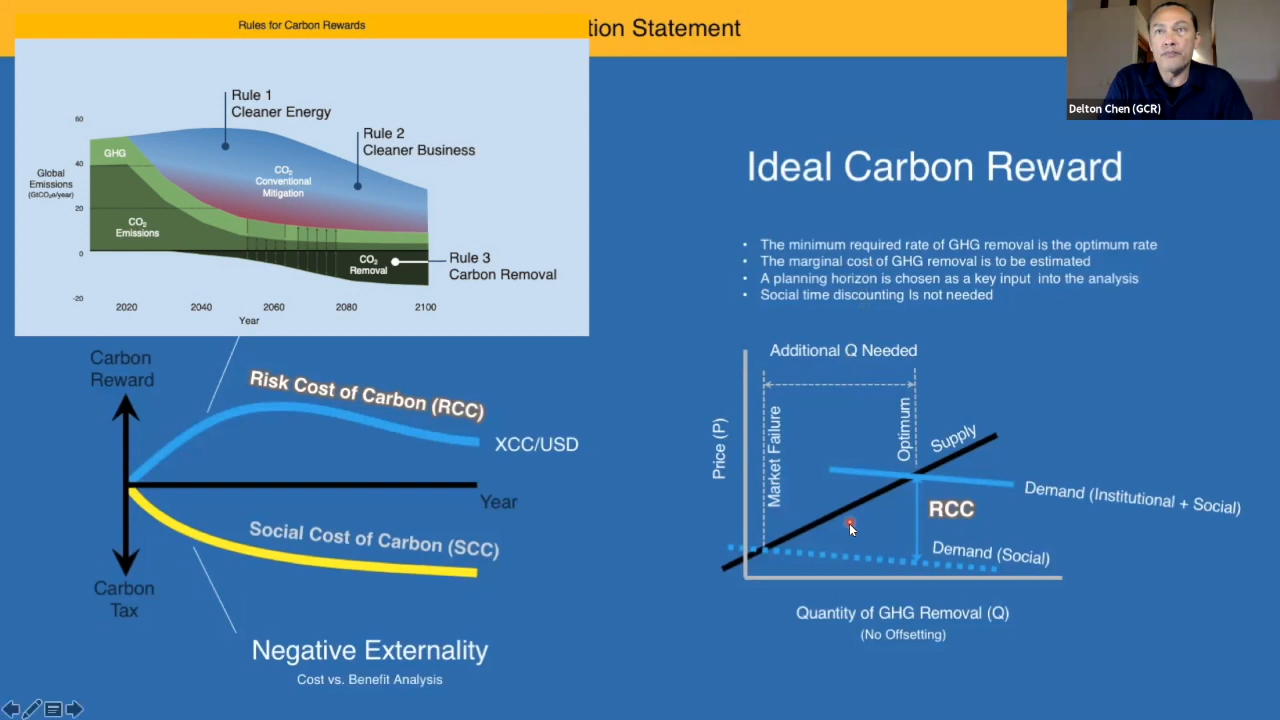 Rules for Carbon Rewards
tion Statement
Delton Chen (GCR)
Rule 1
Cleaner Energy
Rule 2
Cleaner Business
60
GHG
40
Global
Emissions
(GtCO₂e/year)
CO₂
Conventional
Mitigation
20
CO₂
Emissions
0
CO₂
Removal
Rule 3
Carbon Removal
-20
2020
2040
2060
2080
2100
Year
Ideal Carbon Reward
• The minimum required rate of GHG removal is the optimum rate
• The marginal cost of GHG removal is to be estimated
• A planning horizon is chosen as a key input into the analysis
• Social time discounting Is not needed
Carbon
Reward
Risk Cost of Carbon (RCC)
XCC/USD
Year
Social Cost of Carbon (SCC)
Carbon
Tax
Negative Externality
Cost vs. Benefit Analysis
Additional Q Needed
Price (P)
Market Failure
Optimum
Supply
Demand (Institutional + Social)
RCC
Demand (Social)
Quantity of GHG Removal (Q)
(No Offsetting)